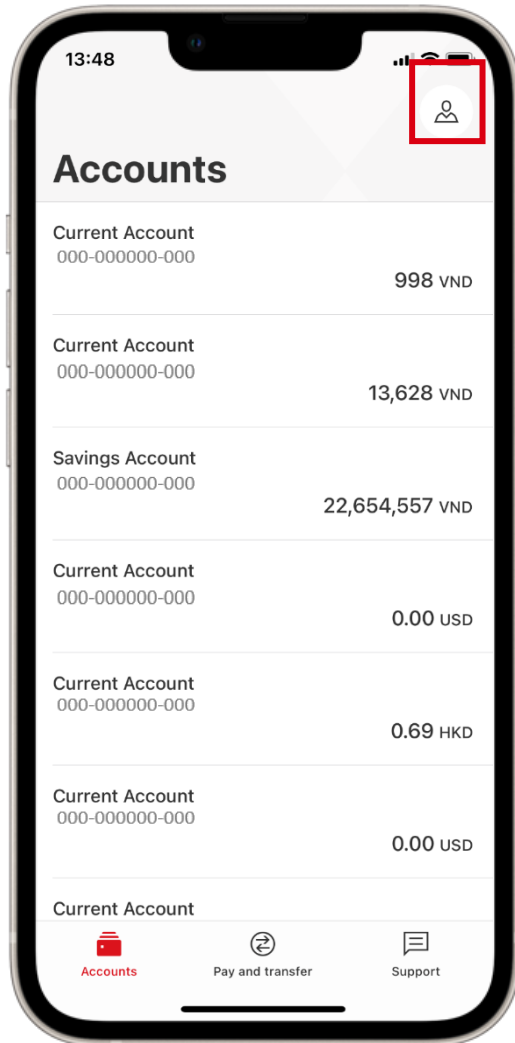 13:48
Accounts
Current Account
000-000000-000
998 VND
Current Account
000-000000-000
13,628 VND
Savings Account
000-000000-000
22,654,557 VND
Current Account
000-000000-000
0.00 USD
Current Account
000-000000-000
0.69 HKD
Current Account
000-000000-000
0.00 USD
Current Account
Accounts Pay and transfer Support